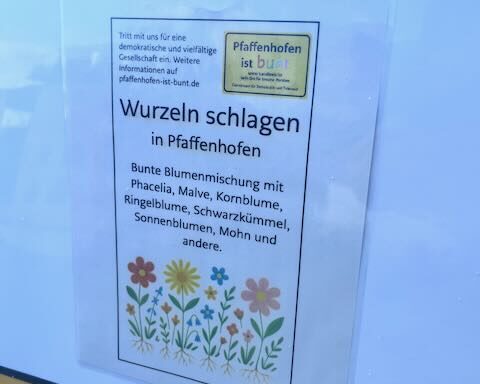 Tritt mit uns für eine
demokratische und vielfältige
Gesellschaft ein. Weitere
Informationen auf
pfaffenhofen-ist-bunt.de
Pfaffenhofen
ist bunt
Wurzeln schlagen
in Pfaffenhofen
Bunte Blumenmischung mit
Phacelia, Malve, Kornblume,
Ringelblume, Schwarzkümmel,
Sonnenblumen, Mohn und
andere.